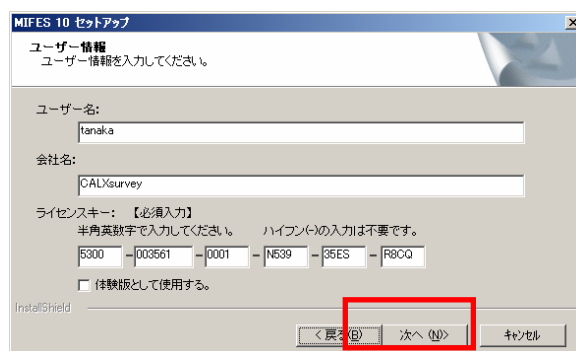 MIFES 10 セットアップ
ユーザー情報
ユーザー情報を入力してください。
ユーザー名:
tanaka
会社名:
CALXsurvey
ライセンスキー: 【必須入力】
半角英数字で入力してください。 ハイフン(-)の入力は不要です。
5300 - 003561 - 0001 - N539 - 35ES - R8CQ
体験版として使用する。
InstallShield
< 戻る(B) 次へ (N)> キャンセル